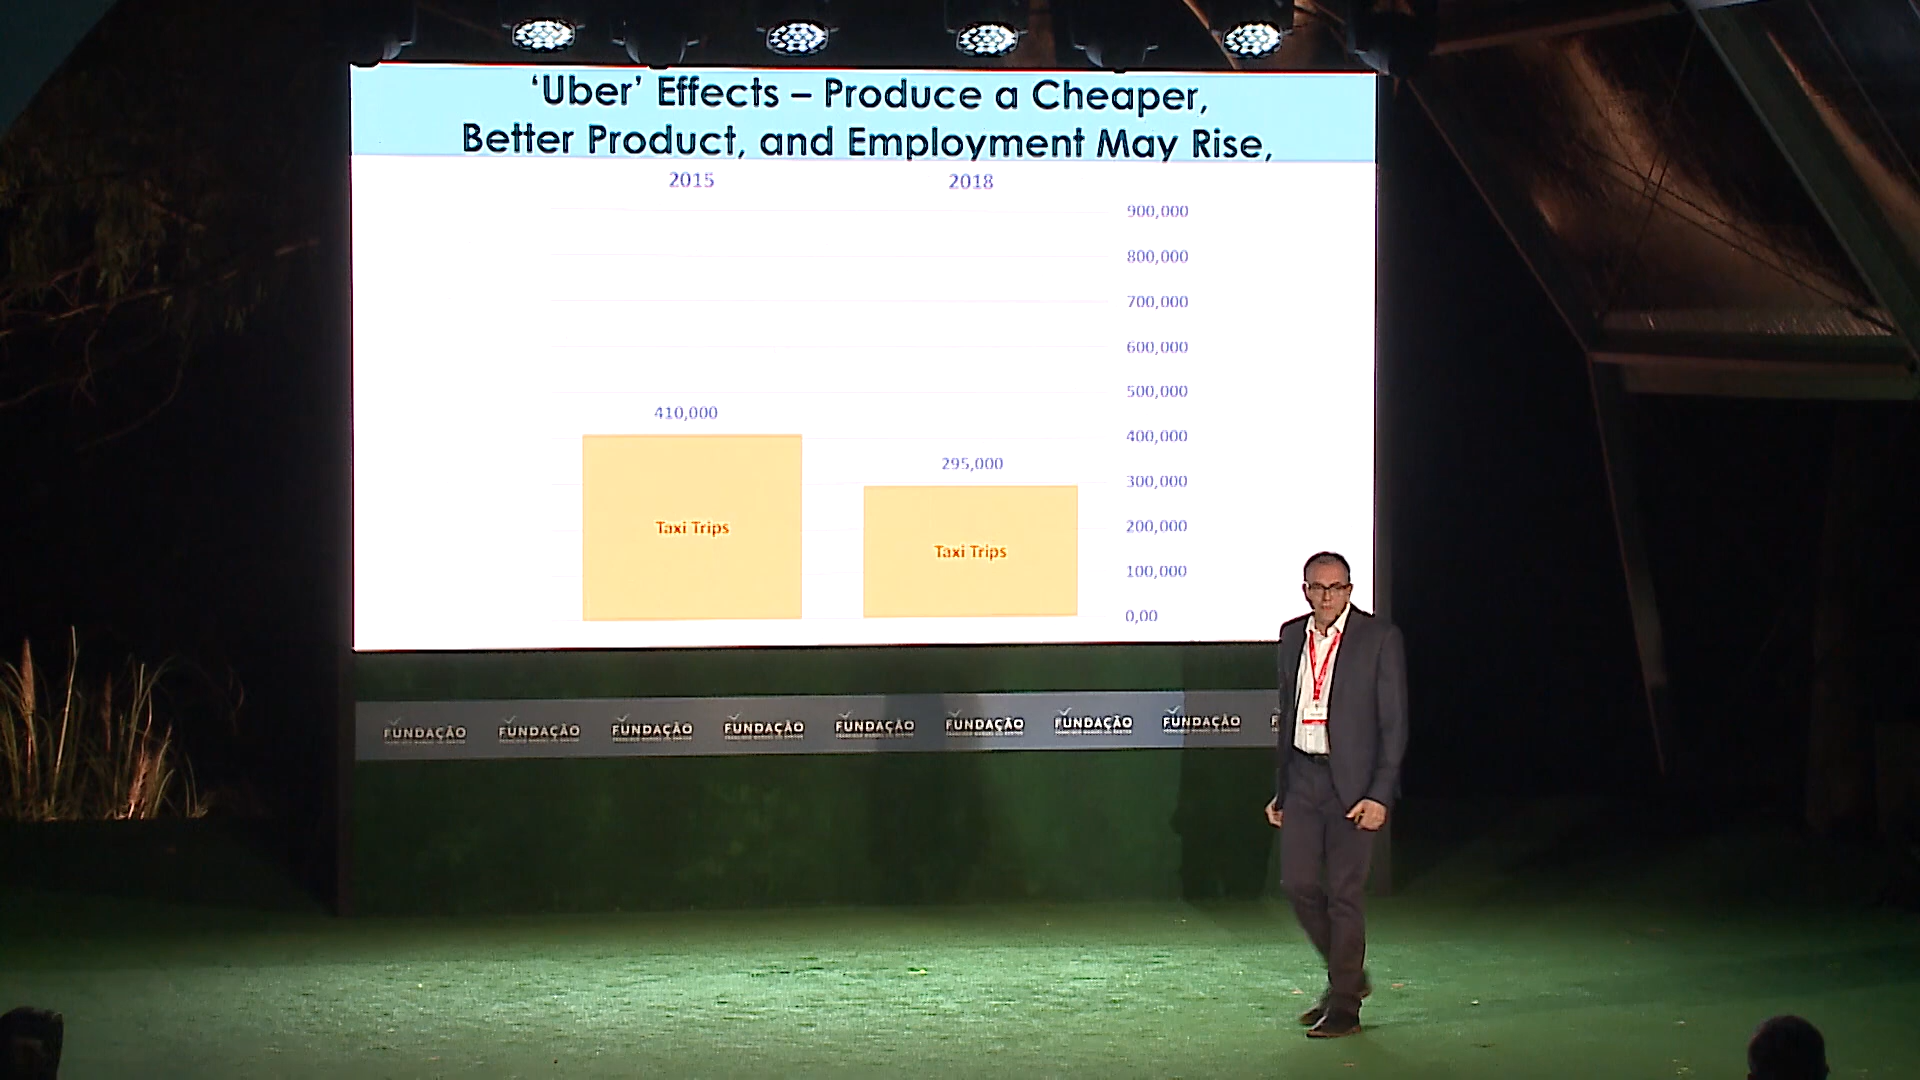 ‘Uber’ Effects – Produce a Cheaper,
Better Product, and Employment May Rise,
2015 2018
900,000
800,000
700,000
600,000
500,000
410,000
400,000
295,000
300,000
Taxi Trips
200,000
Taxi Trips
100,000
0,00
FUNDAÇÃO FUNDAÇÃO FUNDAÇÃO FUNDAÇÃO FUNDAÇÃO FUNDAÇÃO FUNDAÇÃO FUNDAÇÃO